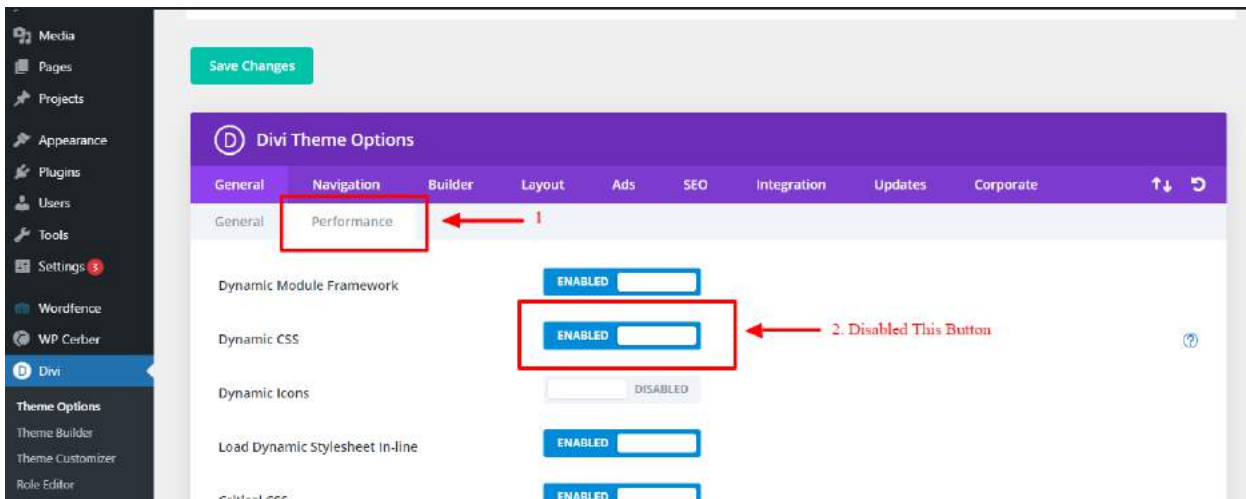 Media
Pages
Projects
Appearance
Plugins
Users
Tools
Settings 3
Wordfence
WP Cerber
D Divi
Theme Options
Theme Builder
Theme Customizer
Role Editor
Save Changes
D Divi Theme Options
General Navigation Builder Layout Ads SEO Integration Updates Corporate
General Performance 1
Dynamic Module Framework ENABLED
Dynamic CSS ENABLED 2. Disabled This Button ?
Dynamic Icons DISABLED
Load Dynamic Stylesheet In-line ENABLED
Critical CSS ENABLED